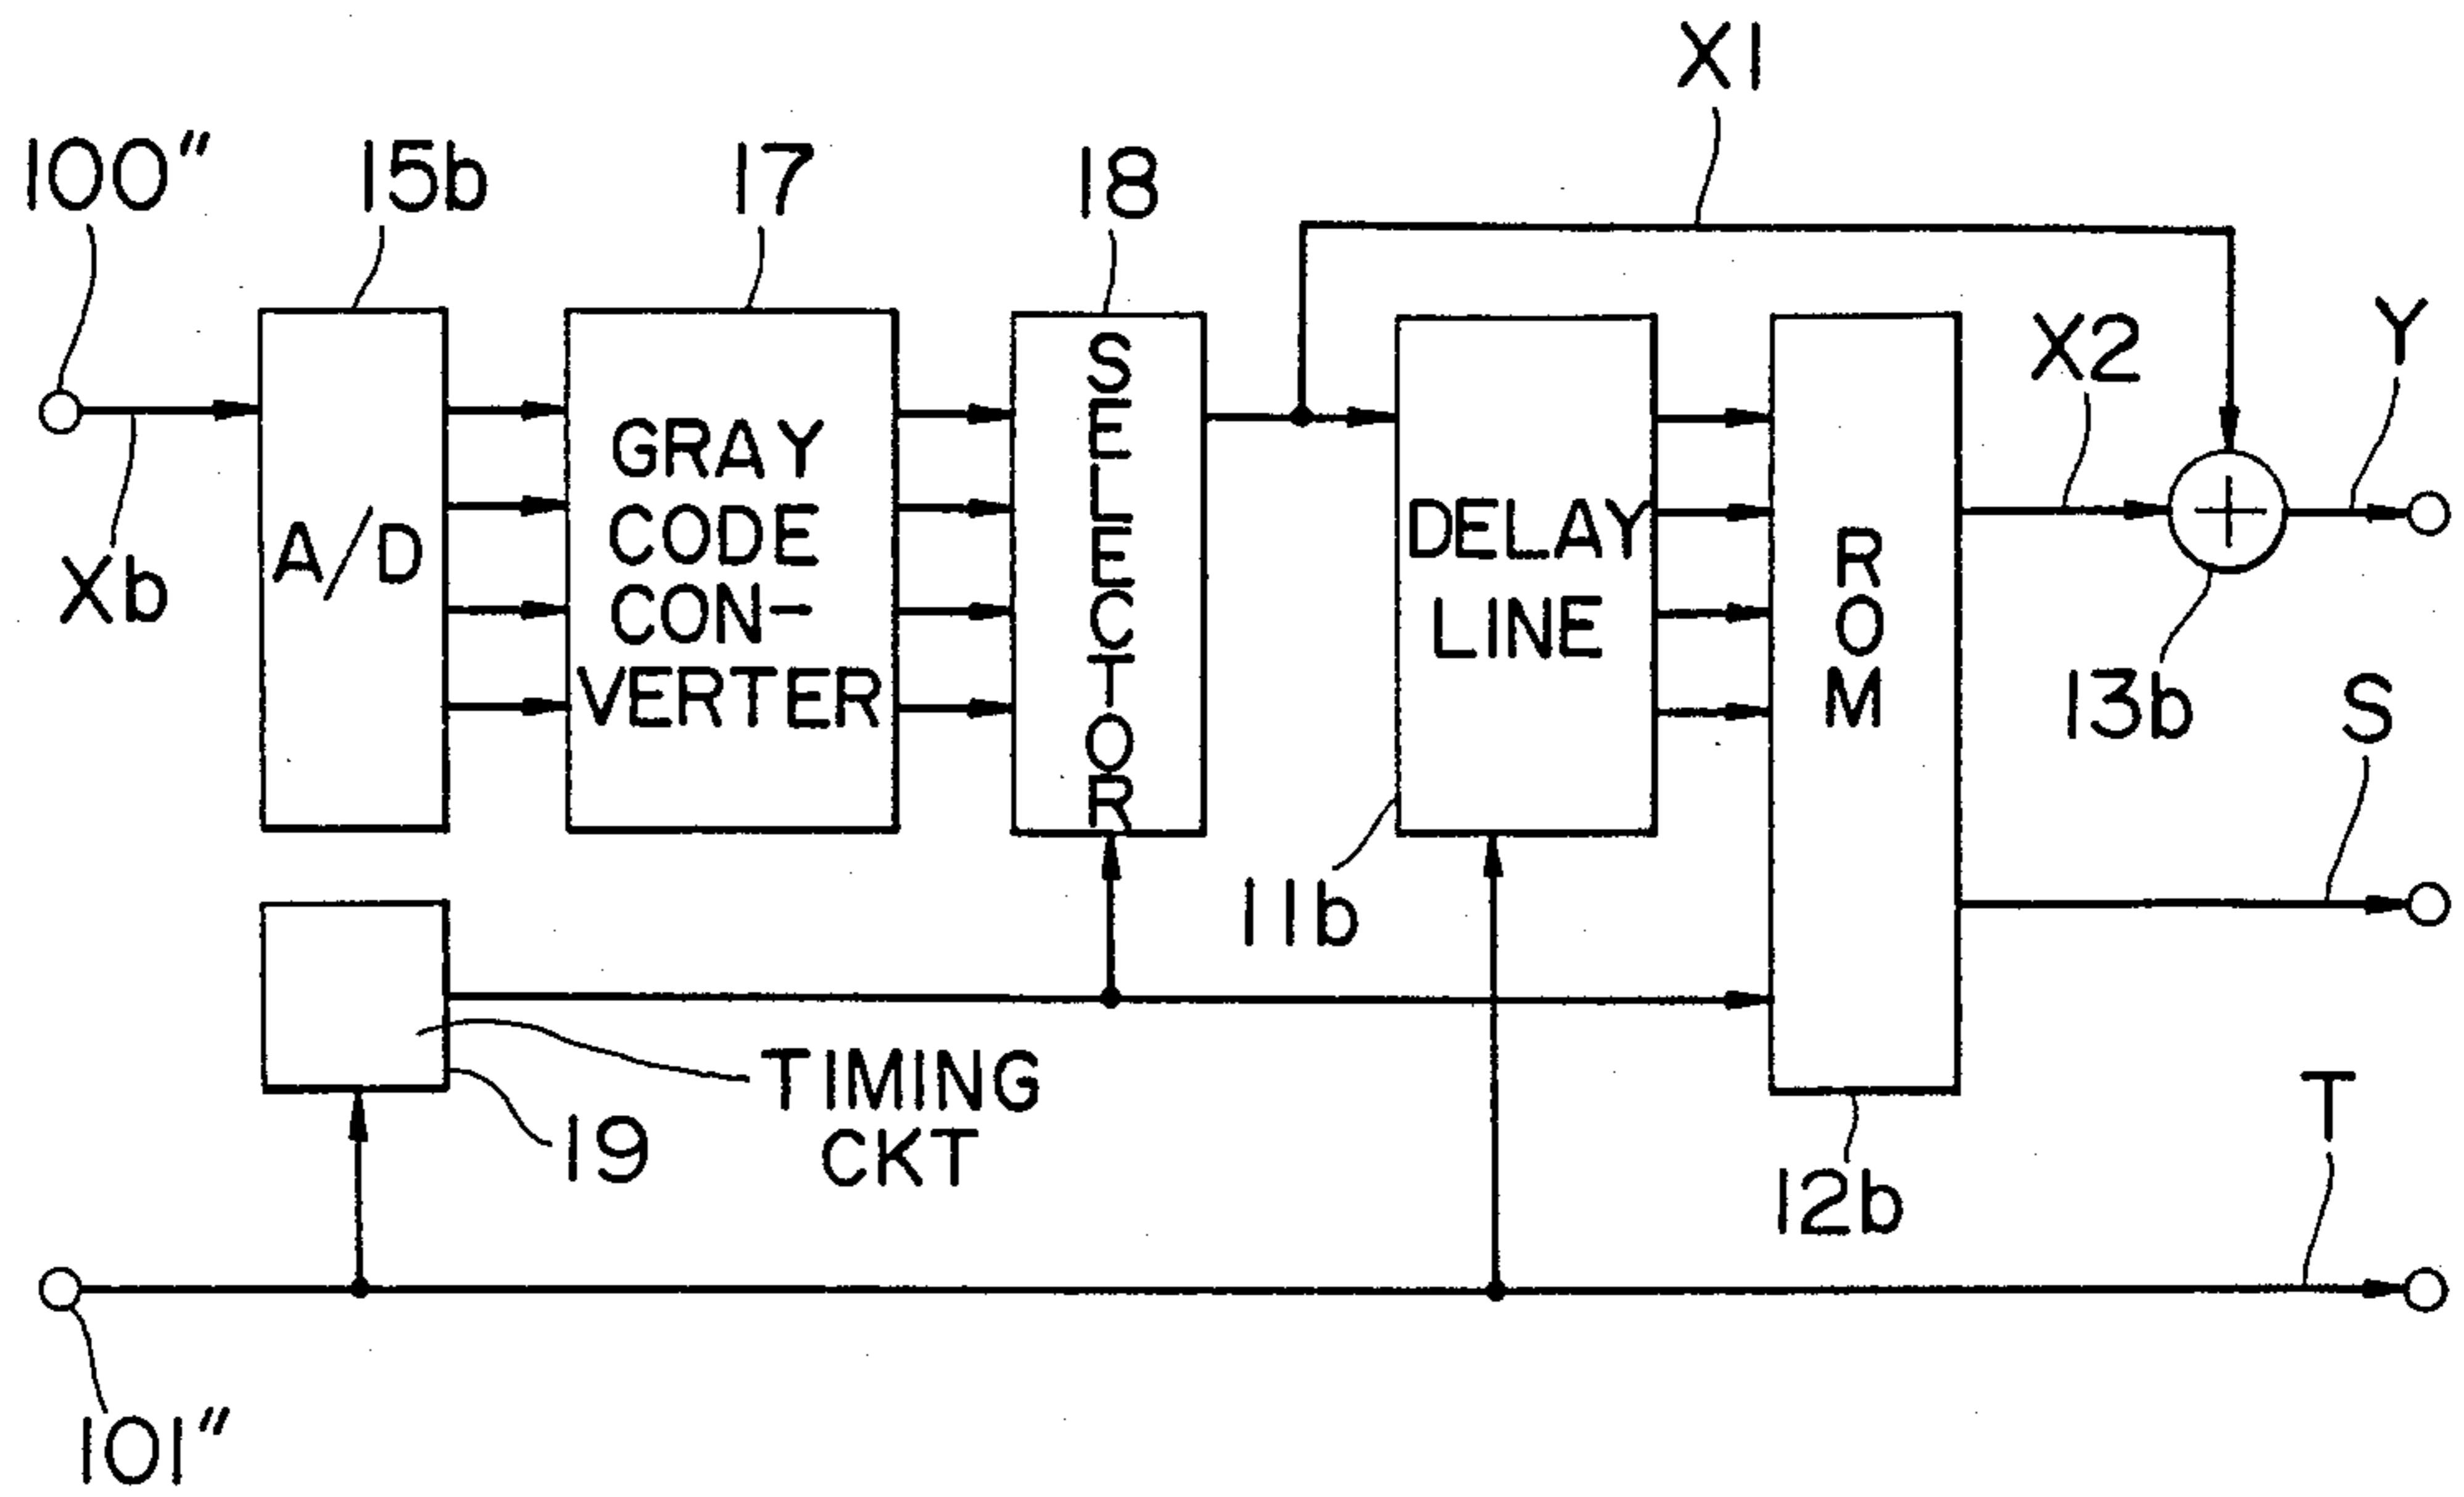 X1
100″
15b
17
18
Xb
A/D
GRAY
CODE
CON-
VERTER
SELECTOR
DELAY
LINE
ROM
X2
Y
13b
S
11b
TIMING
CKT
19
12b
T
101″